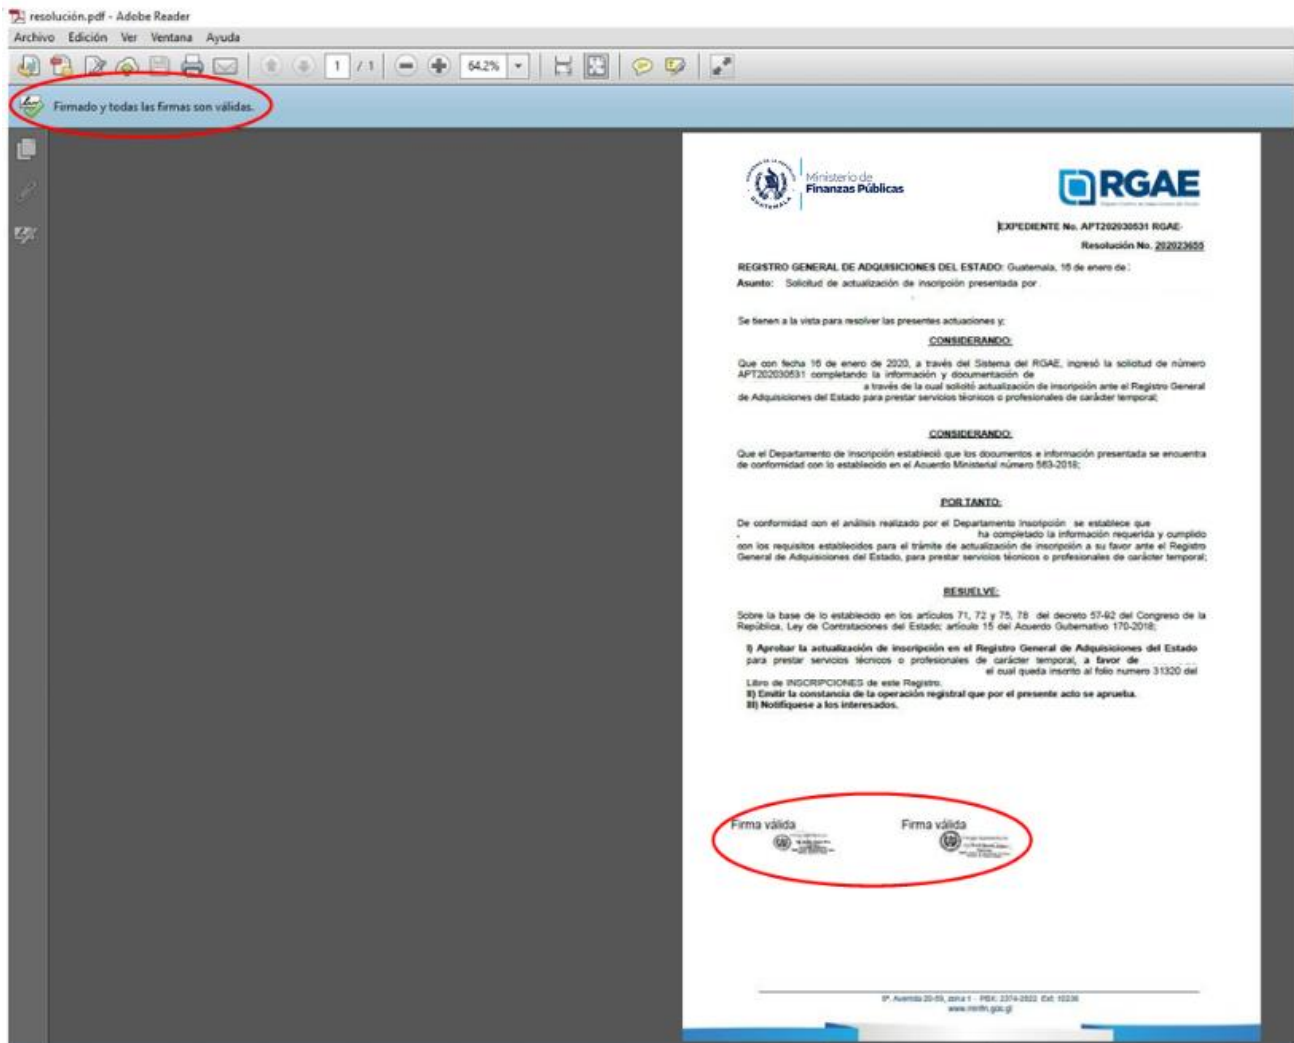 resolución.pdf - Adobe Reader
Archivo Edición Ver Ventana Ayuda
1 / 1 64.2%
Firmado y todas las firmas son válidas.
Ministerio de
Finanzas Públicas
RGAE
EXPEDIENTE No. APT202030531 RGAE-
Resolución No. 202023655
REGISTRO GENERAL DE ADQUISICIONES DEL ESTADO: Guatemala, 16 de enero de
Asunto: Solicitud de actualización de inscripción presentada por
Se tienen a la vista para resolver las presentes actuaciones y;
CONSIDERANDO:
Que con fecha 16 de enero de 2020, a través del Sistema del RGAE, ingresó la solicitud de número
APT202030531 completando la información y documentación de
a través de la cual solicitó actualización de inscripción ante el Registro General
de Adquisiciones del Estado para prestar servicios técnicos o profesionales de carácter temporal;
CONSIDERANDO:
Que el Departamento de Inscripción estableció que los documentos e información presentada se encuentra
de conformidad con lo establecido en el Acuerdo Ministerial número 563-2018;
POR TANTO:
De conformidad con el análisis realizado por el Departamento Inscripción se establece que
ha completado la información requerida y cumplido
con los requisitos establecidos para el trámite de actualización de inscripción a su favor ante el Registro
General de Adquisiciones del Estado, para prestar servicios técnicos o profesionales de carácter temporal;
RESUELVE:
Sobre la base de lo establecido en los artículos 71, 72 y 75, 78 del decreto 57-92 del Congreso de la
República, Ley de Contrataciones del Estado; artículo 15 del Acuerdo Gubernativo 170-2018;
I) Aprobar la actualización de inscripción en el Registro General de Adquisiciones del Estado
para prestar servicios técnicos o profesionales de carácter temporal, a favor de
el cual queda inscrito al folio numero 31320 del
Libro de INSCRIPCIONES de este Registro.
II) Emitir la constancia de la operación registral que por el presente acto se aprueba.
III) Notifíquese a los interesados.
Firma válida Firma válida
8ª. Avenida 20-59, zona 1 - PBX: 2374-2822 Ext: 10236